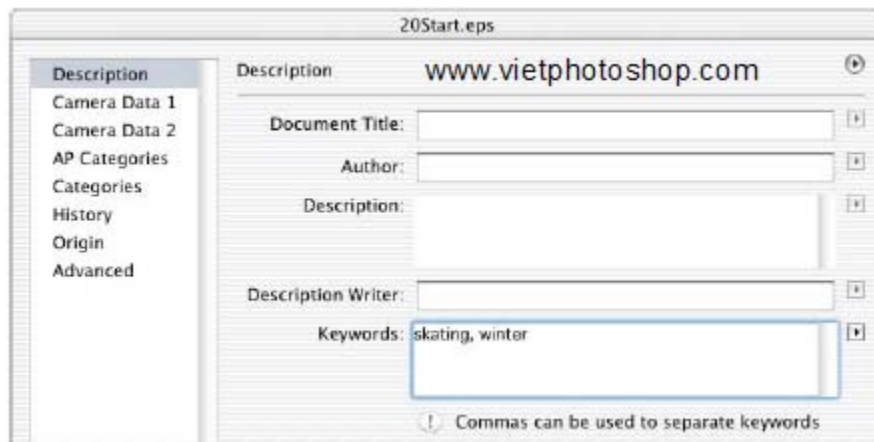 20Start.eps
Description
Camera Data 1
Camera Data 2
AP Categories
Categories
History
Origin
Advanced
Description
www.vietphotoshop.com
Document Title:
Author:
Description:
Description Writer:
Keywords: skating, winter
! Commas can be used to separate keywords